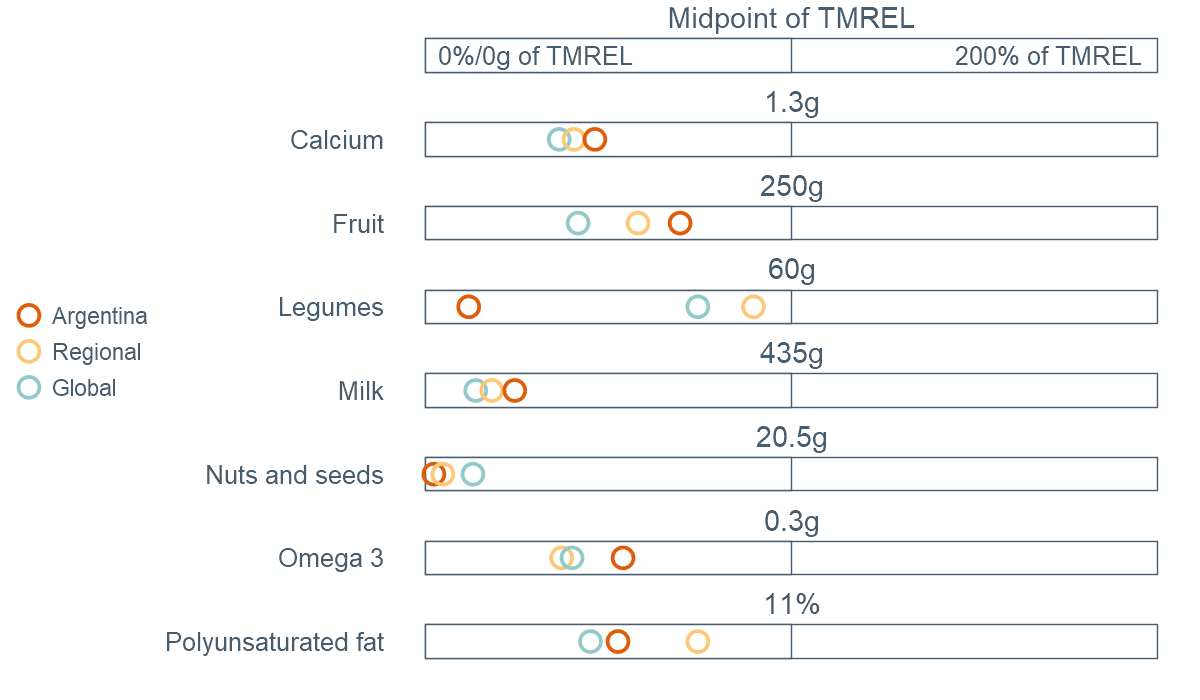 Midpoint of TMREL
0%/0g of TMREL
200% of TMREL
1.3g
Calcium
250g
Fruit
60g
Legumes
Argentina
Regional
Global
435g
Milk
20.5g
Nuts and seeds
0.3g
Omega 3
11%
Polyunsaturated fat